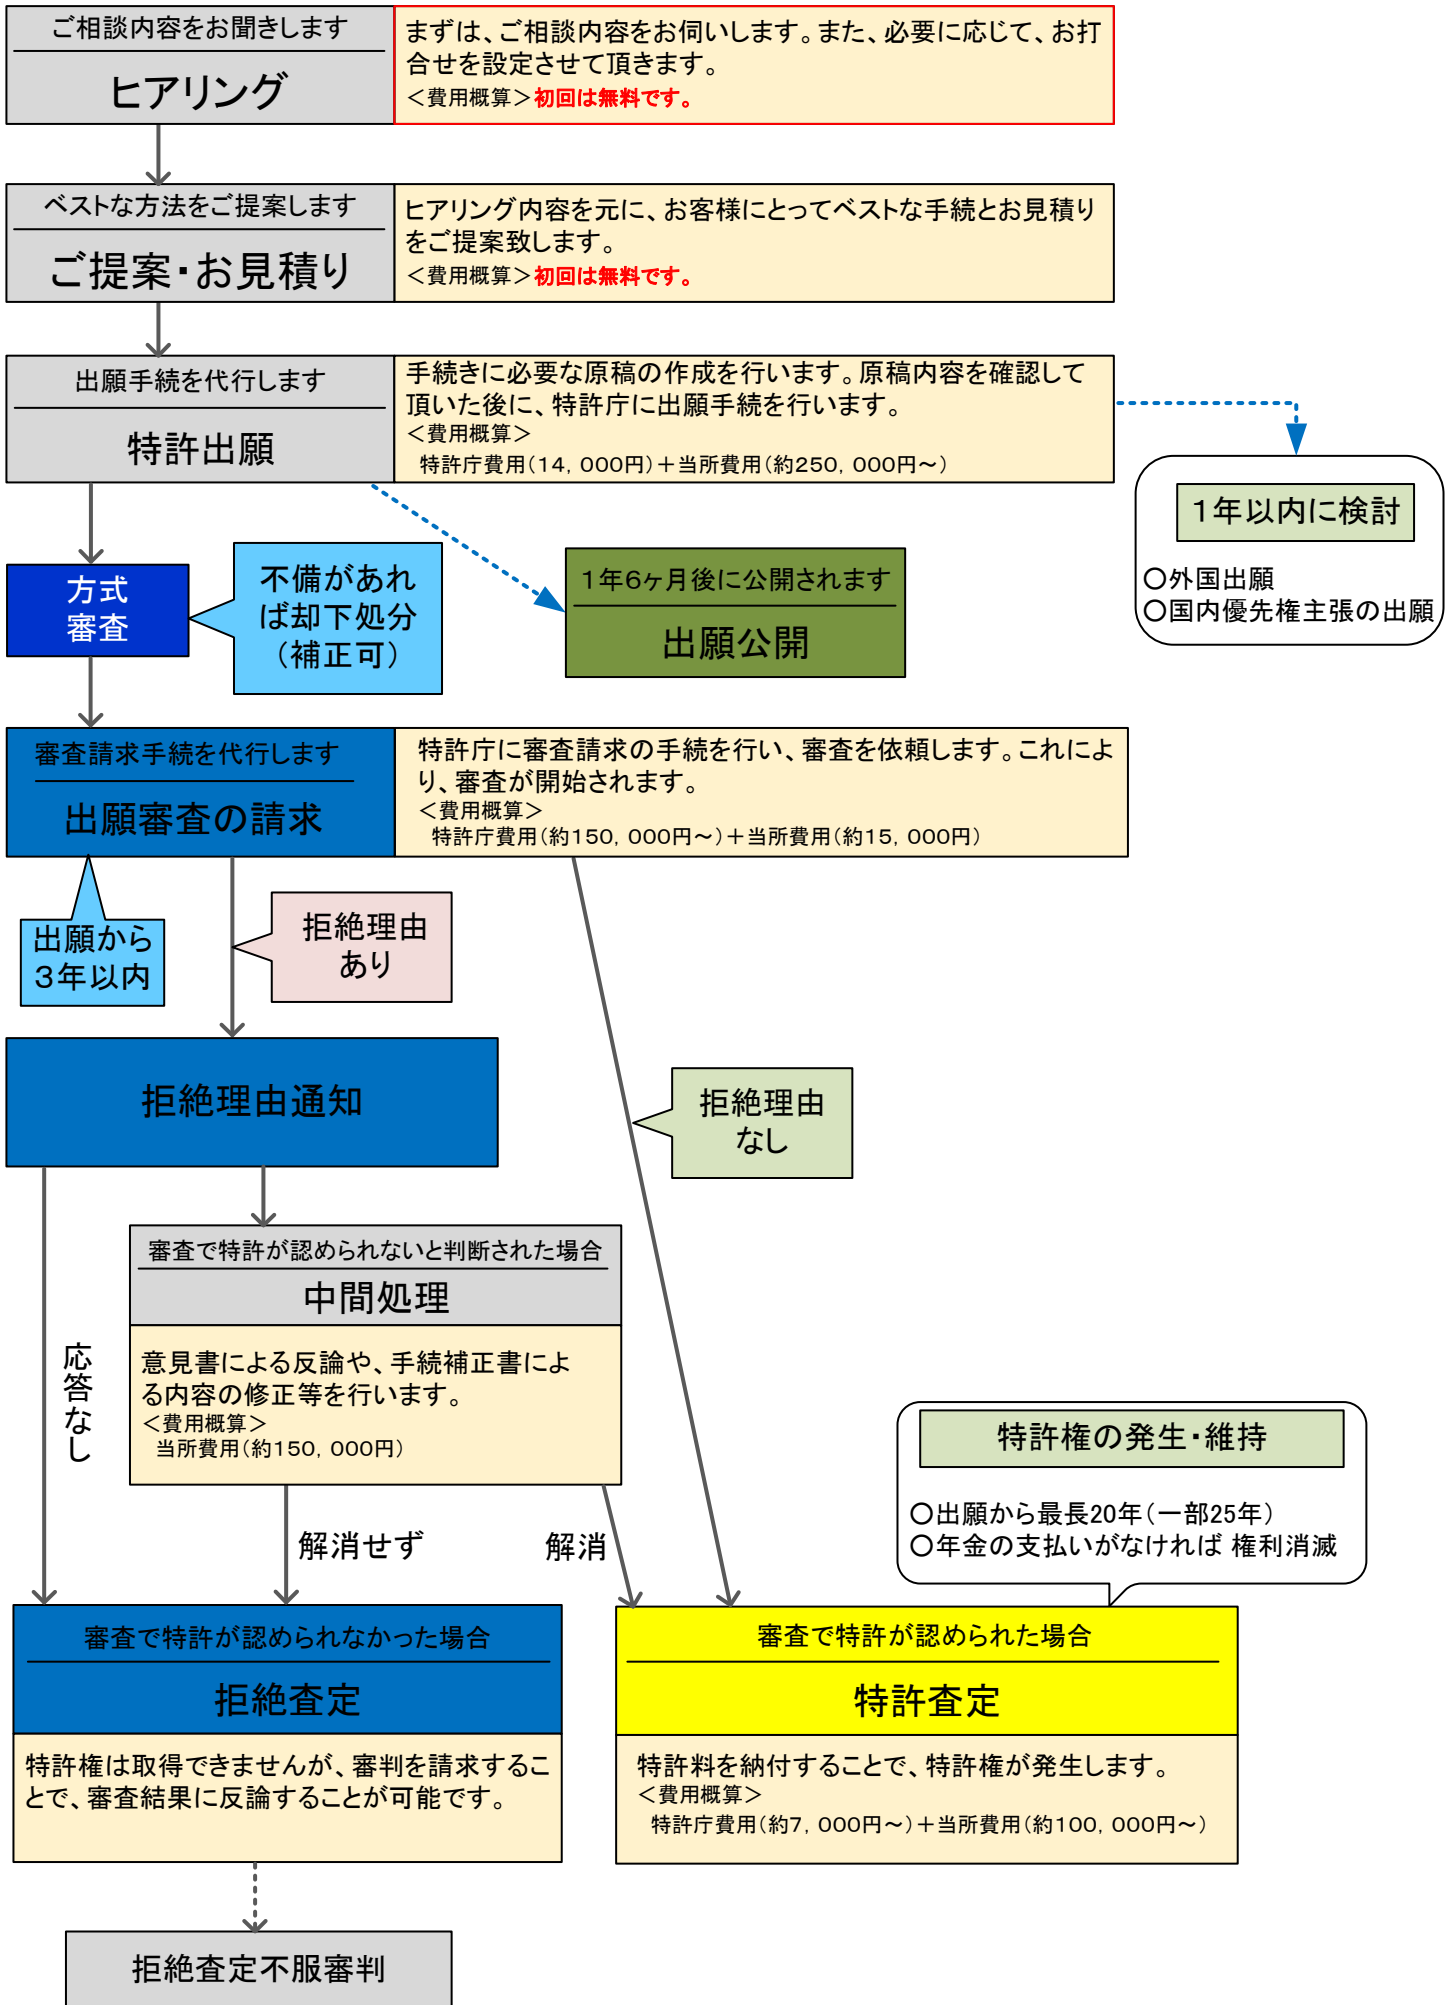 ご相談内容をお聞きします
ヒアリング
まずは、ご相談内容をお伺いします。また、必要に応じて、お打
合せを設定させて頂きます。
＜費用概算＞初回は無料です。
ベストな方法をご提案します
ご提案・お見積り
ヒアリング内容を元に、お客様にとってベストな手続とお見積り
をご提案致します。
＜費用概算＞初回は無料です。
出願手続を代行します
特許出願
手続きに必要な原稿の作成を行います。原稿内容を確認して
頂いた後に、特許庁に出願手続を行います。
＜費用概算＞
特許庁費用（14，000円）＋当所費用（約250，000円～）
1年以内に検討
○外国出願
○国内優先権主張の出願
方式
審査
不備があれ
ば却下処分
（補正可）
1年6ヶ月後に公開されます
出願公開
審査請求手続を代行します
出願審査の請求
特許庁に審査請求の手続を行い、審査を依頼します。これによ
り、審査が開始されます。
＜費用概算＞
特許庁費用（約150，000円～）＋当所費用（約15，000円）
出願から
3年以内
拒絶理由
あり
拒絶理由通知
拒絶理由
なし
審査で特許が認められないと判断された場合
中間処理
意見書による反論や、手続補正書によ
る内容の修正等を行います。
＜費用概算＞
当所費用（約150，000円）
応答なし
解消せず
解消
特許権の発生・維持
○出願から最長20年（一部25年）
○年金の支払いがなければ 権利消滅
審査で特許が認められなかった場合
拒絶査定
特許権は取得できませんが、審判を請求するこ
とで、審査結果に反論することが可能です。
審査で特許が認められた場合
特許査定
特許料を納付することで、特許権が発生します。
＜費用概算＞
特許庁費用（約7，000円～）＋当所費用（約100，000円～）
拒絶査定不服審判